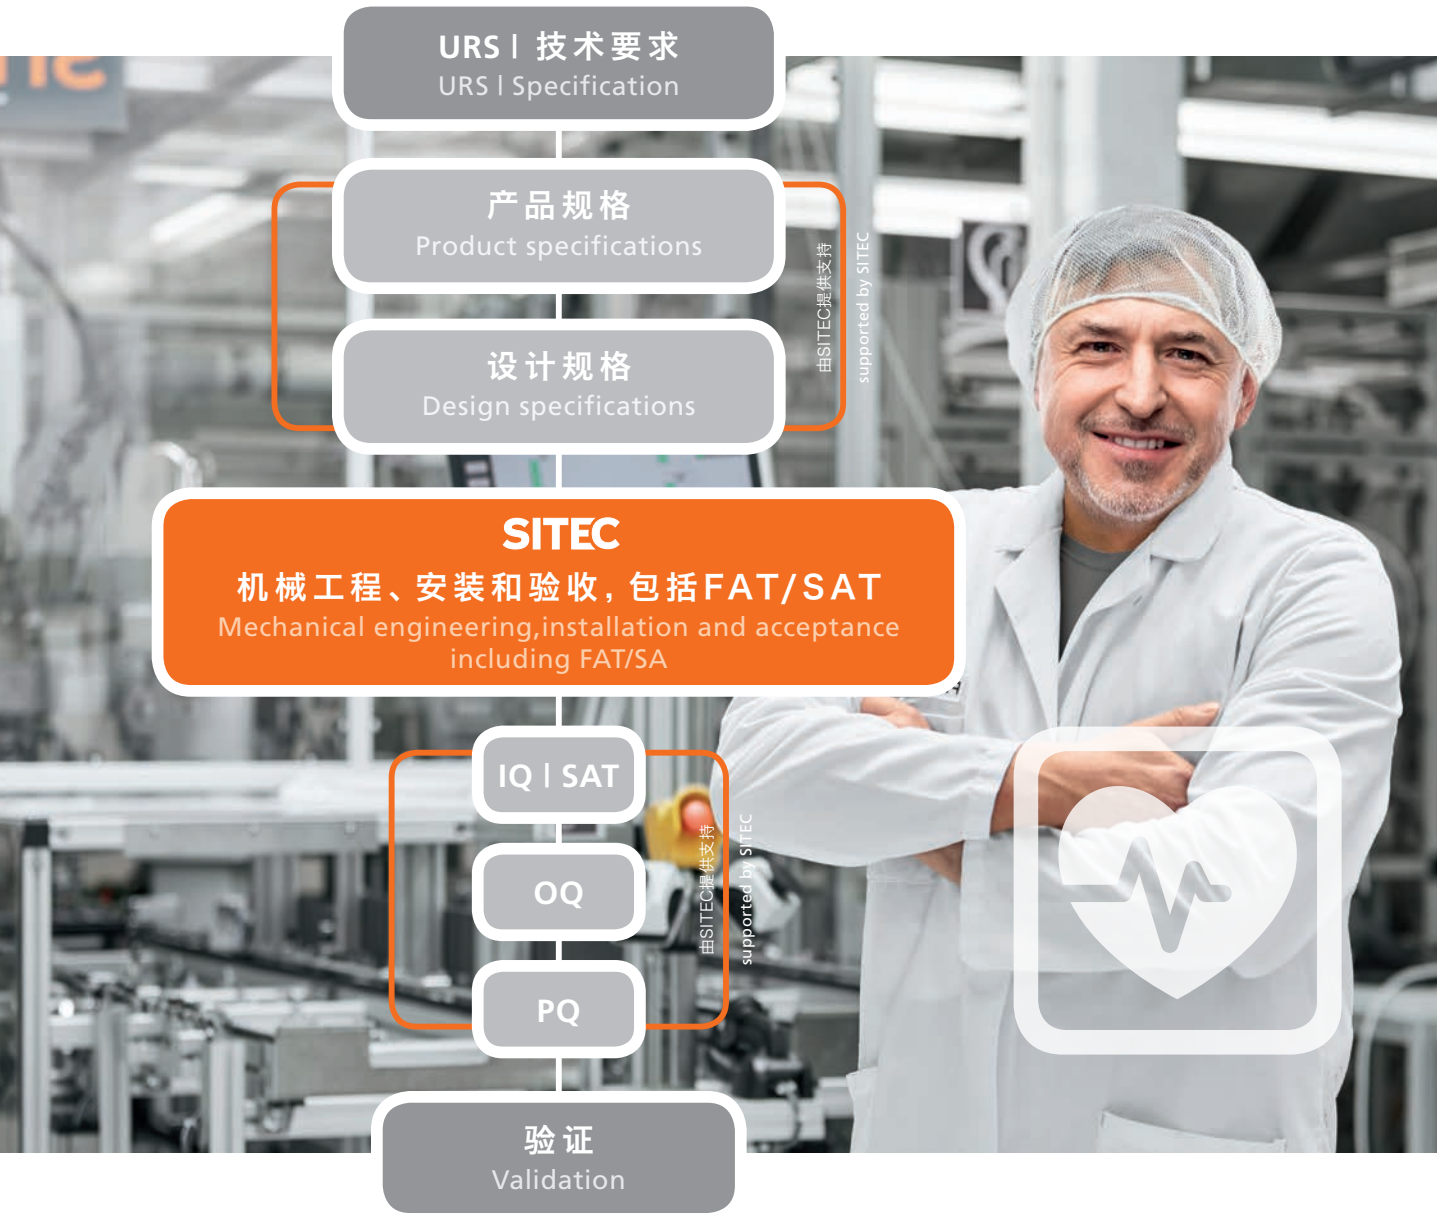 URS | 技术要求
URS | Specification
产品规格
Product specifications
由SITEC提供支持
supported by SITEC
设计规格
Design specifications
SITEC
机械工程、安装和验收，包括FAT/SAT
Mechanical engineering,installation and acceptance
including FAT/SA
IQ | SAT
OQ
由SITEC提供支持
supported by SITEC
PQ
验证
Validation